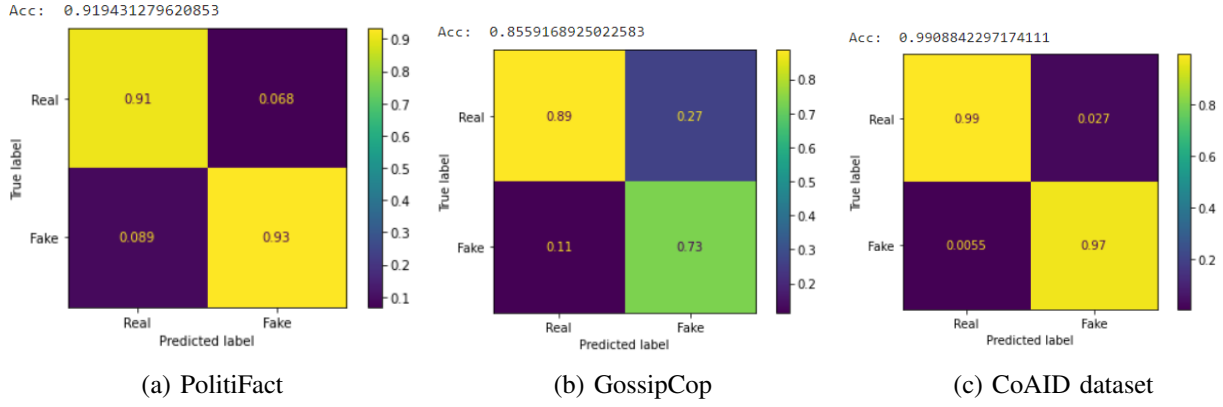 Acc: 0.919431279620853
0.9
0.8
0.7
0.6
0.5
0.4
0.3
0.2
0.1
True label
Real
Fake
0.91
0.068
0.089
0.93
Real
Fake
Predicted label
(a) PolitiFact
Acc: 0.8559168925022583
0.8
0.7
0.6
0.5
0.4
0.3
0.2
True label
Real
Fake
0.89
0.27
0.11
0.73
Real
Fake
Predicted label
(b) GossipCop
Acc: 0.9908842297174111
0.8
0.6
0.4
0.2
True label
Real
Fake
0.99
0.027
0.0055
0.97
Real
Fake
Predicted label
(c) CoAID dataset